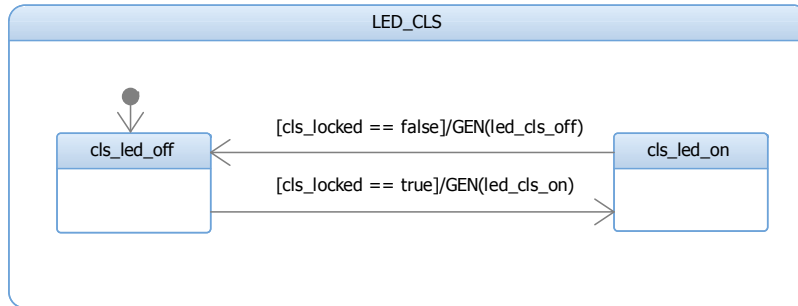 LED_CLS
[cls_locked == false]/GEN(led_cls_off)
cls_led_off
cls_led_on
[cls_locked == true]/GEN(led_cls_on)